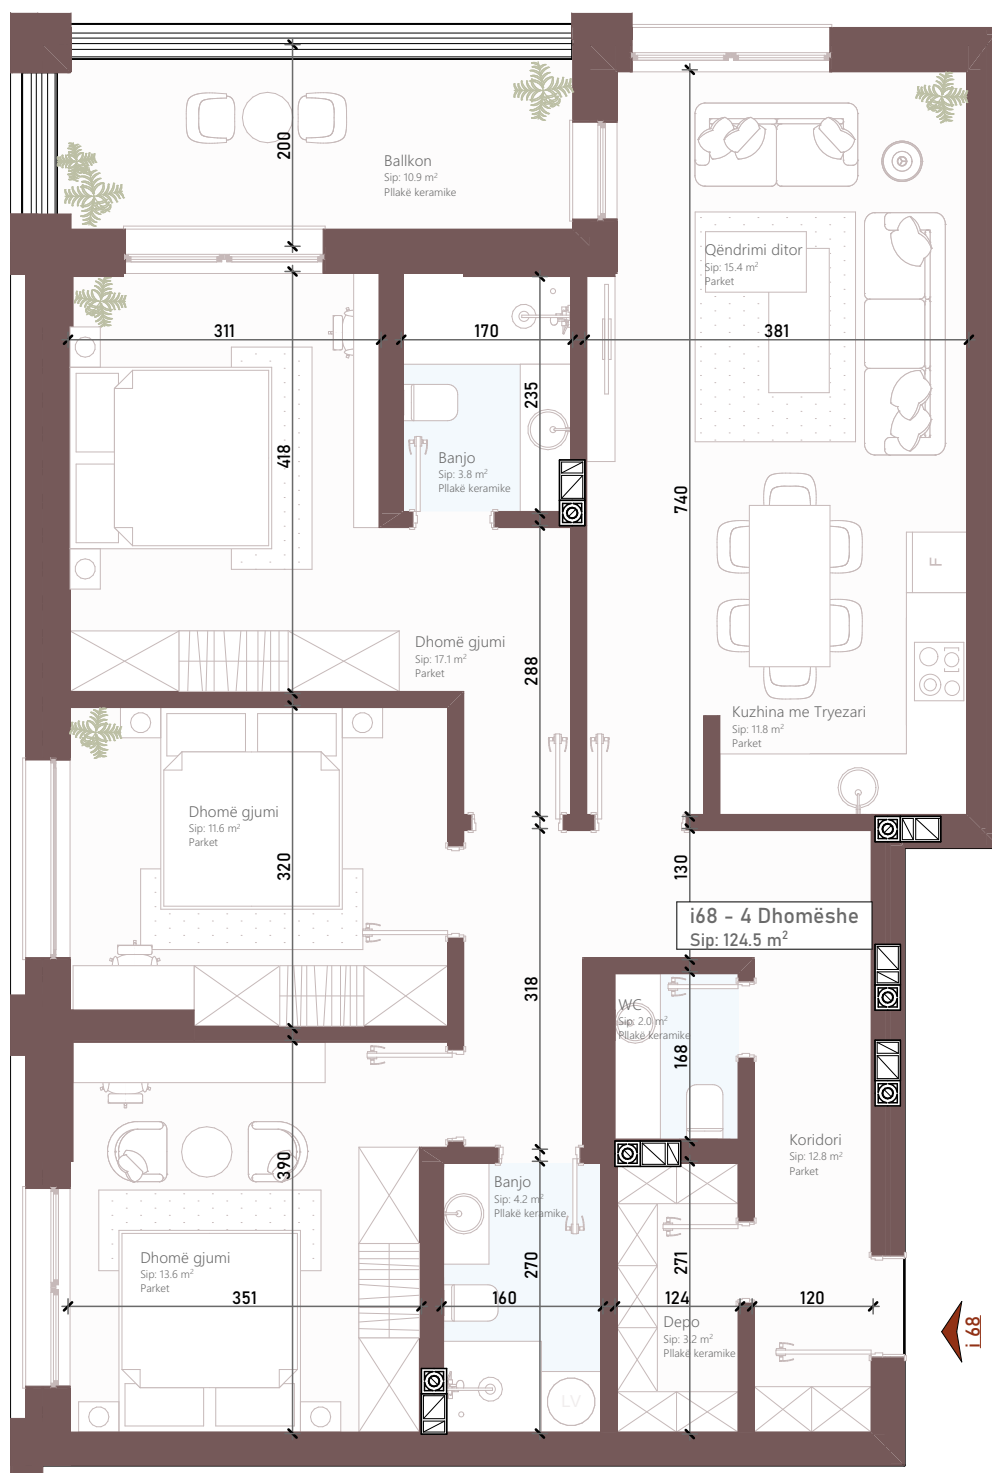 200
Ballkon
Sip: 10.9 m²
Pllakë keramike
Qëndrimi ditor
Sip: 15.4 m²
Parket
311
170
381
235
418
Banjo
Sip: 3.8 m²
Pllakë keramike
740
F
Dhomë gjumi
Sip: 17.1 m²
Parket
288
Kuzhina me Tryezari
Sip: 11.8 m²
Parket
Dhomë gjumi
Sip: 11.6 m²
Parket
320
130
i68 - 4 Dhomëshe
Sip: 124.5 m²
318
WC
Sip: 2.0 m²
Pllakë keramike
168
Koridori
Sip: 12.8 m²
Parket
390
Banjo
Sip: 4.2 m²
Pllakë keramike
Dhomë gjumi
Sip: 13.6 m²
Parket
270
271
351
160
124
120
Depo
Sip: 3.2 m²
Pllakë keramike
i 68
LV